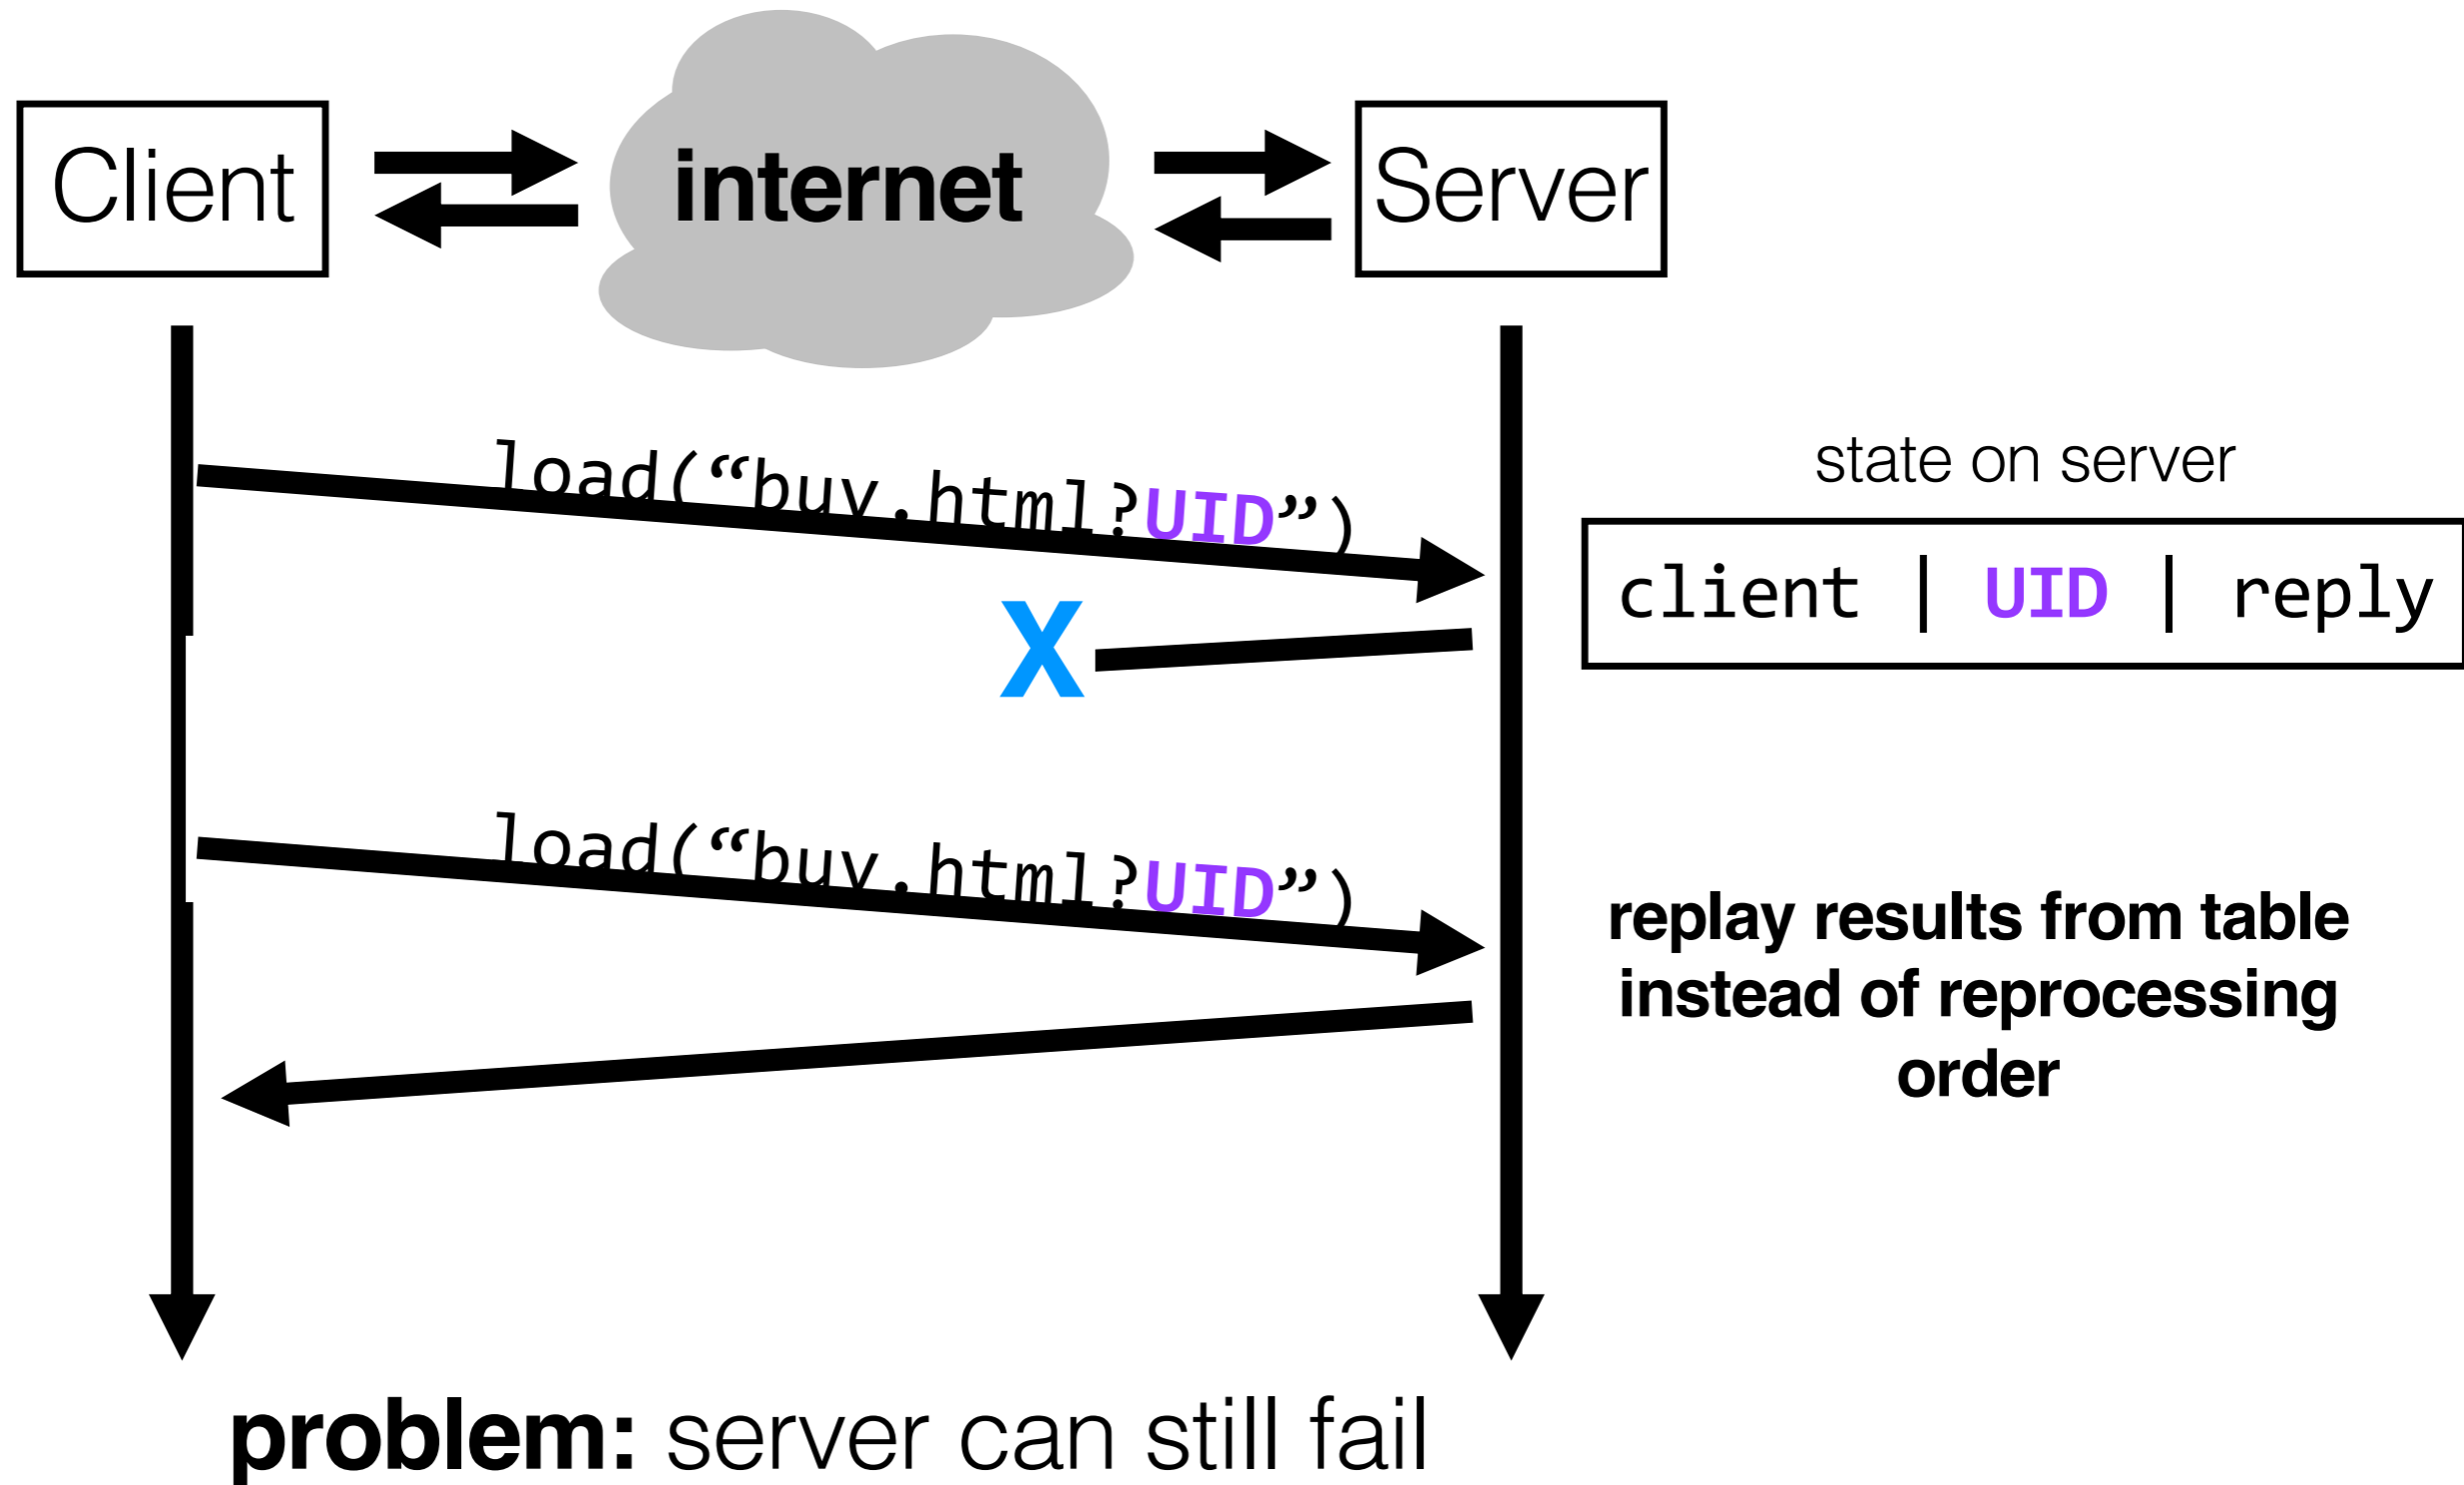 Client
internet
Server
load(“buy.html?UID”)
state on server
client | UID | reply
X
load(“buy.html?UID”)
replay results from table
instead of reprocessing
order
problem: server can still fail